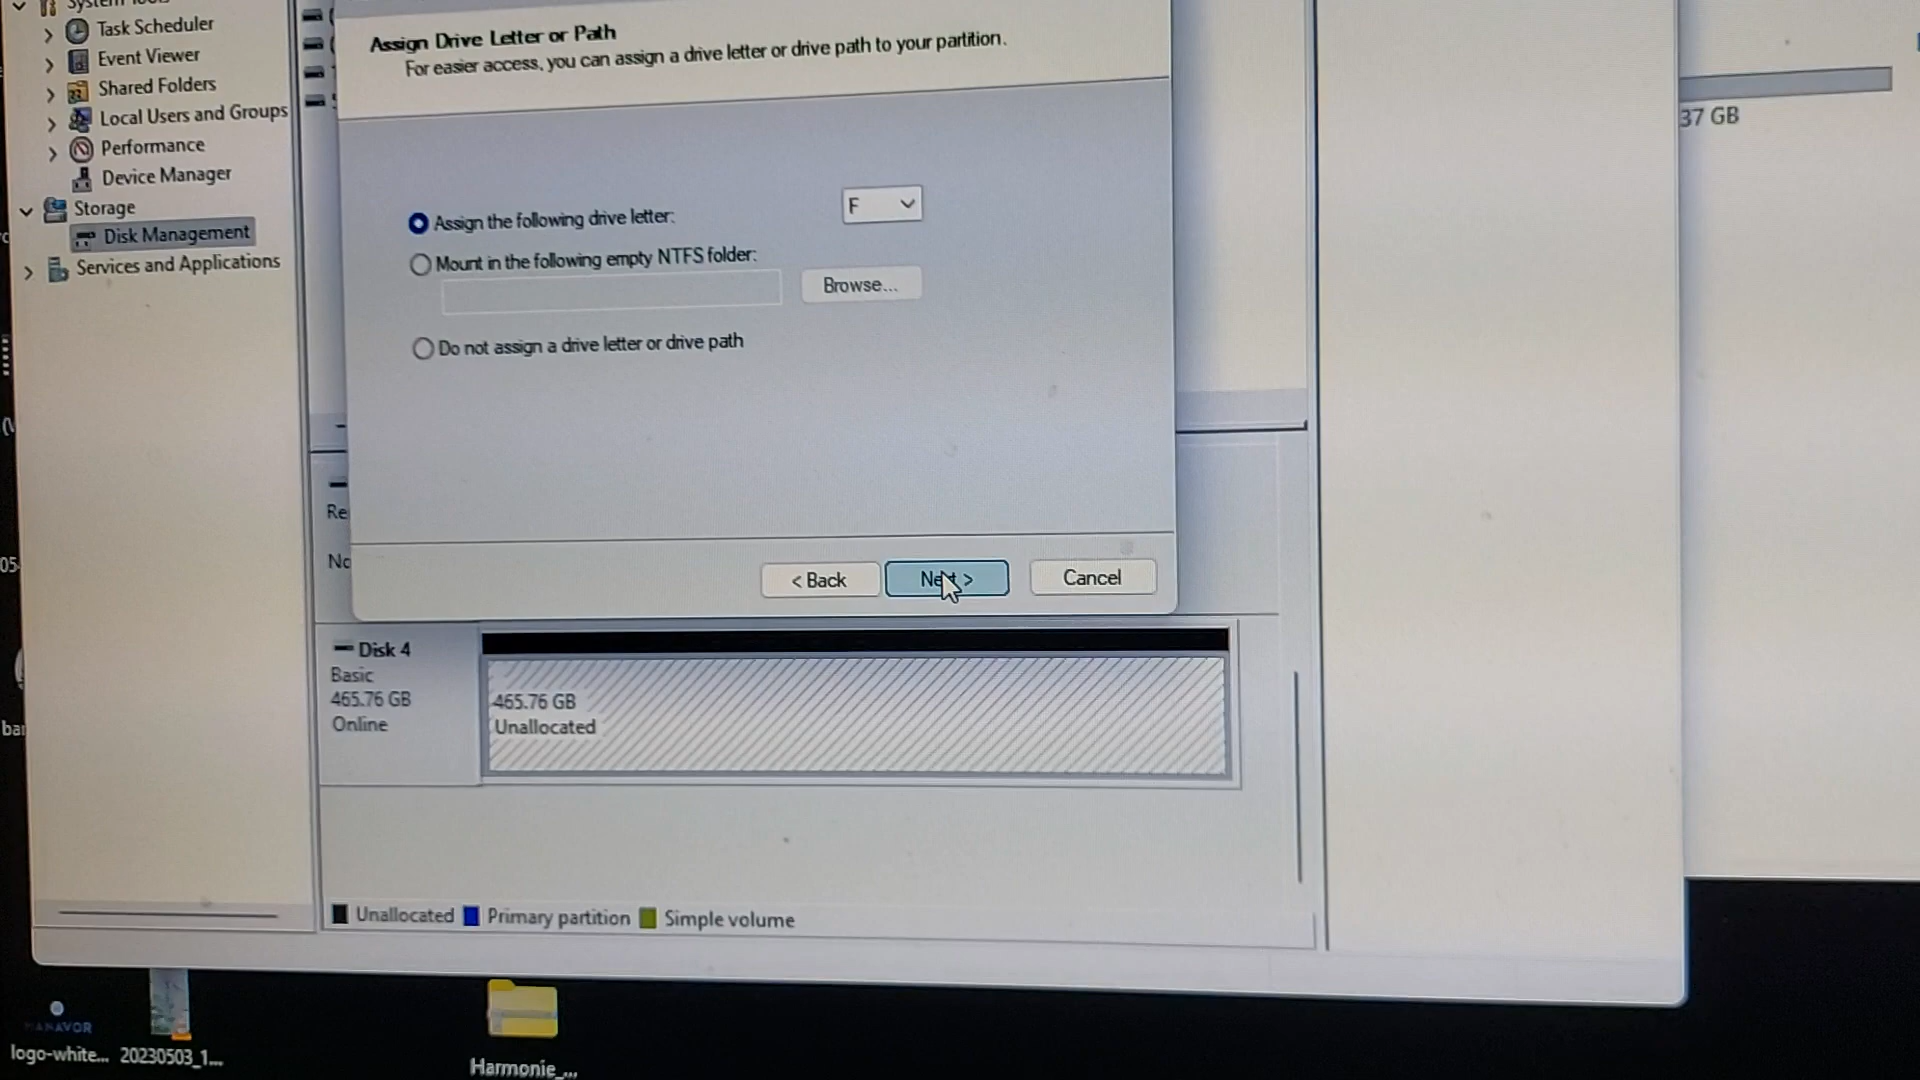 Task Scheduler
Event Viewer
Shared Folders
Local Users and Groups
Performance
Device Manager
Storage
Disk Management
Services and Applications
Assign Drive Letter or Path
For easier access, you can assign a drive letter or drive path to your partition.
Assign the following drive letter:
F
Mount in the following empty NTFS folder:
Browse...
Do not assign a drive letter or drive path
< Back
Next >
Cancel
37 GB
Re
No
Disk 4
Basic
465.76 GB
Online
465.76 GB
Unallocated
Unallocated
Primary partition
Simple volume
05
logo-white...
20230503_1...
Harmonie_...